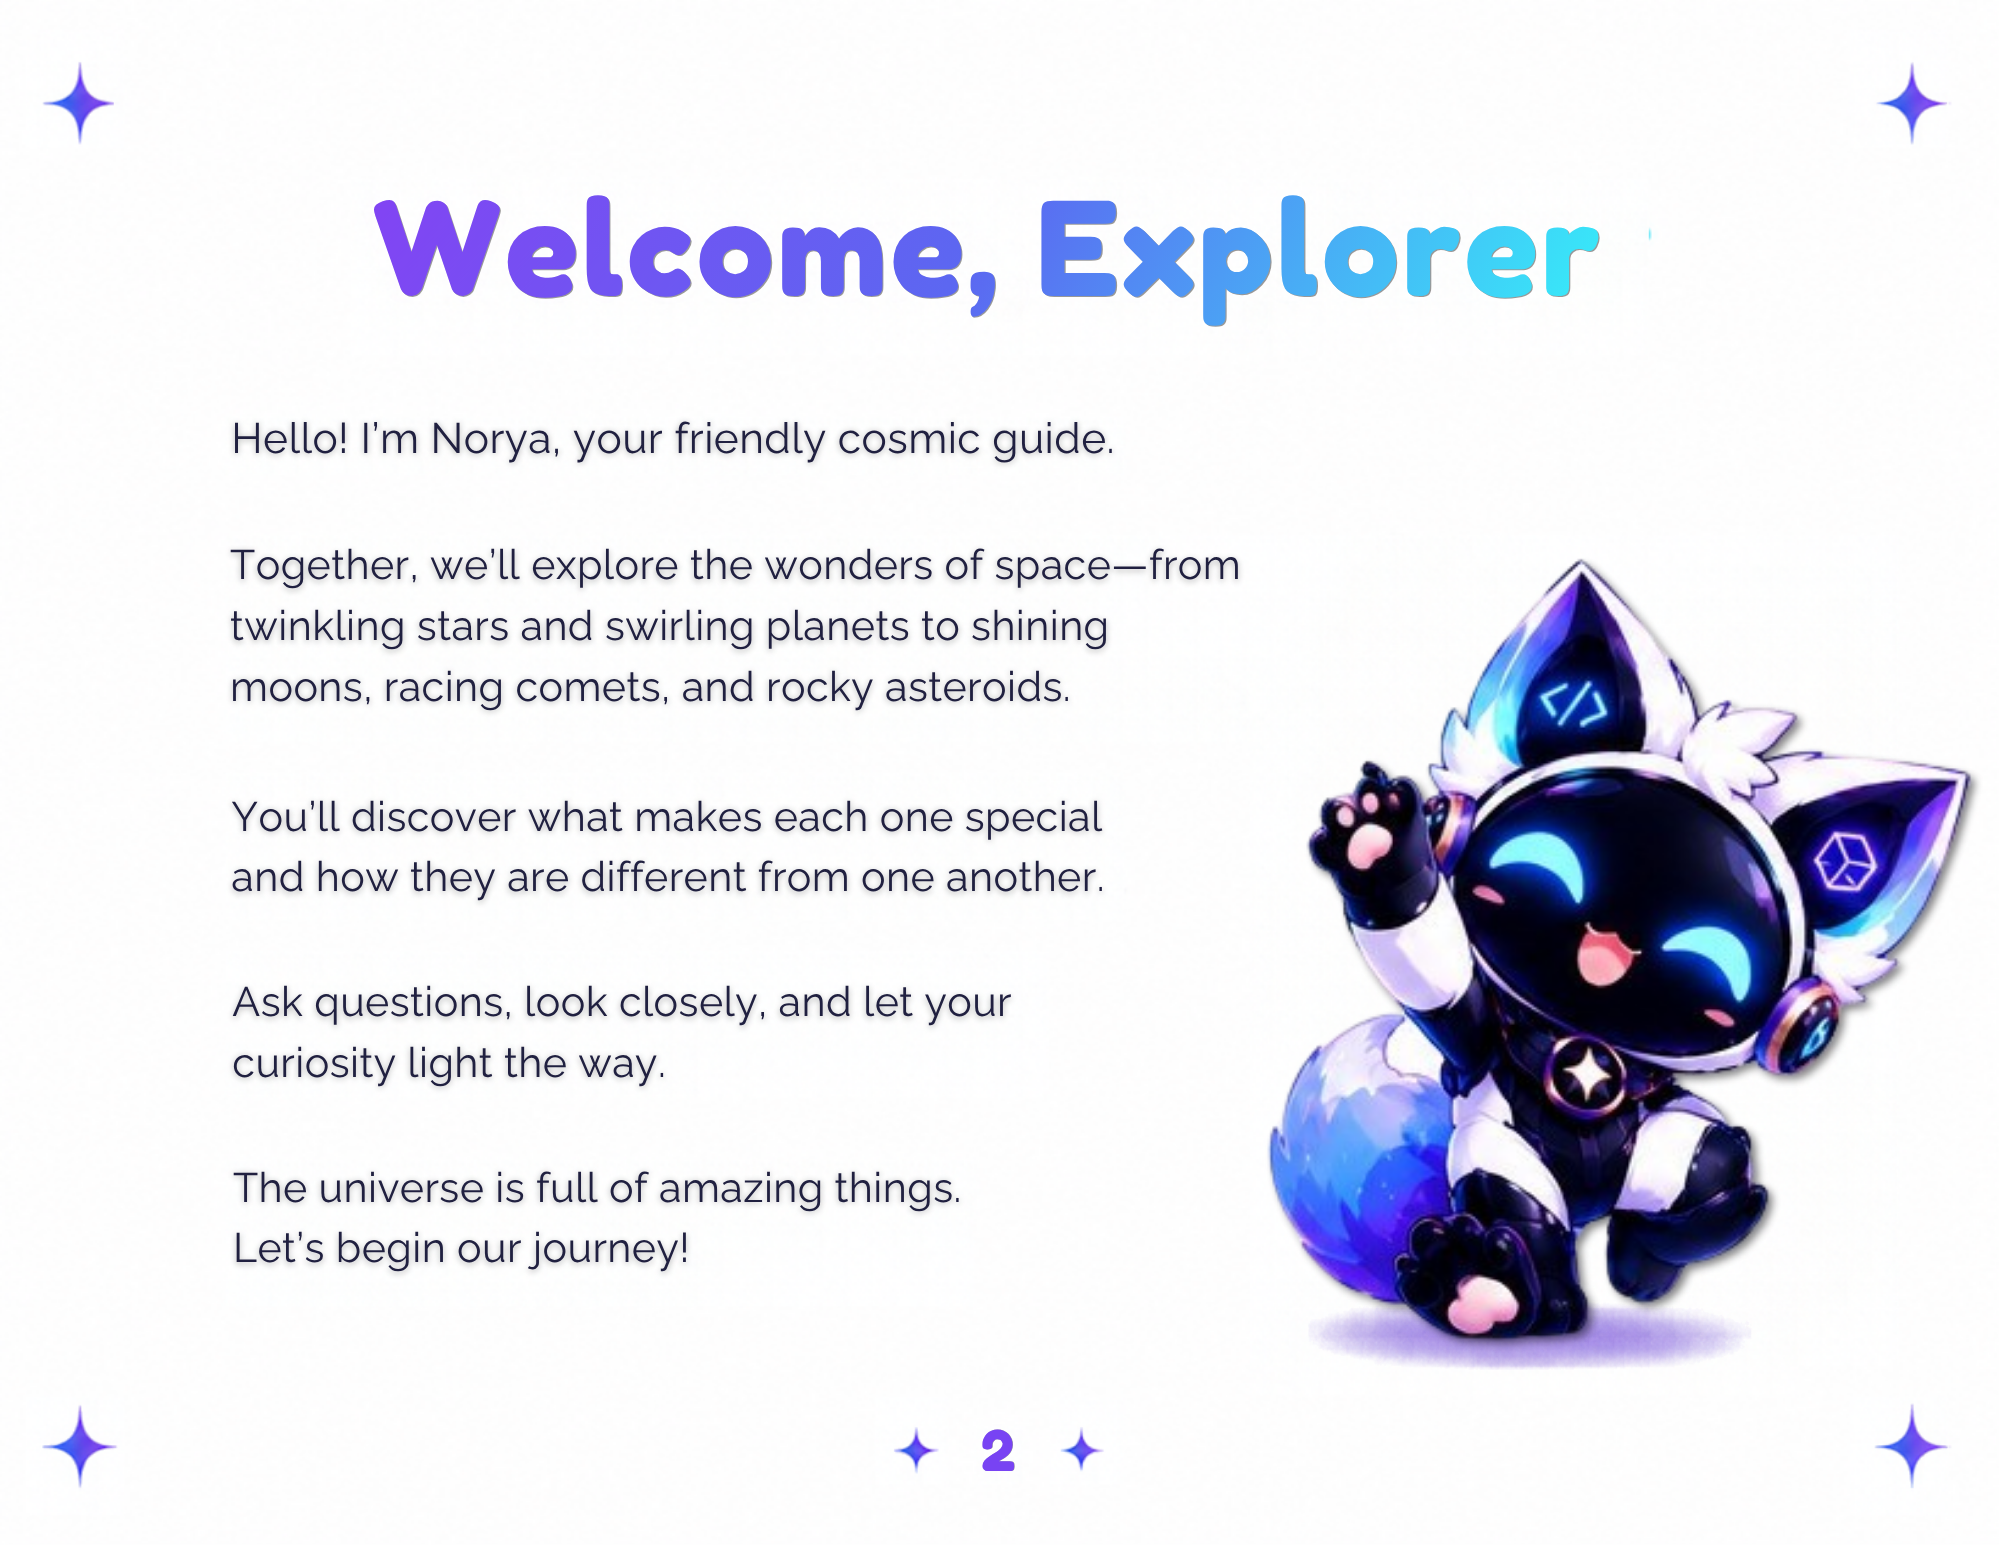 Welcome, Explorer
Hello! I’m Norya, your friendly cosmic guide.
Together, we’ll explore the wonders of space—from
twinkling stars and swirling planets to shining
moons, racing comets, and rocky asteroids.
You’ll discover what makes each one special
and how they are different from one another.
Ask questions, look closely, and let your
curiosity light the way.
The universe is full of amazing things.
Let’s begin our journey!
</>
2